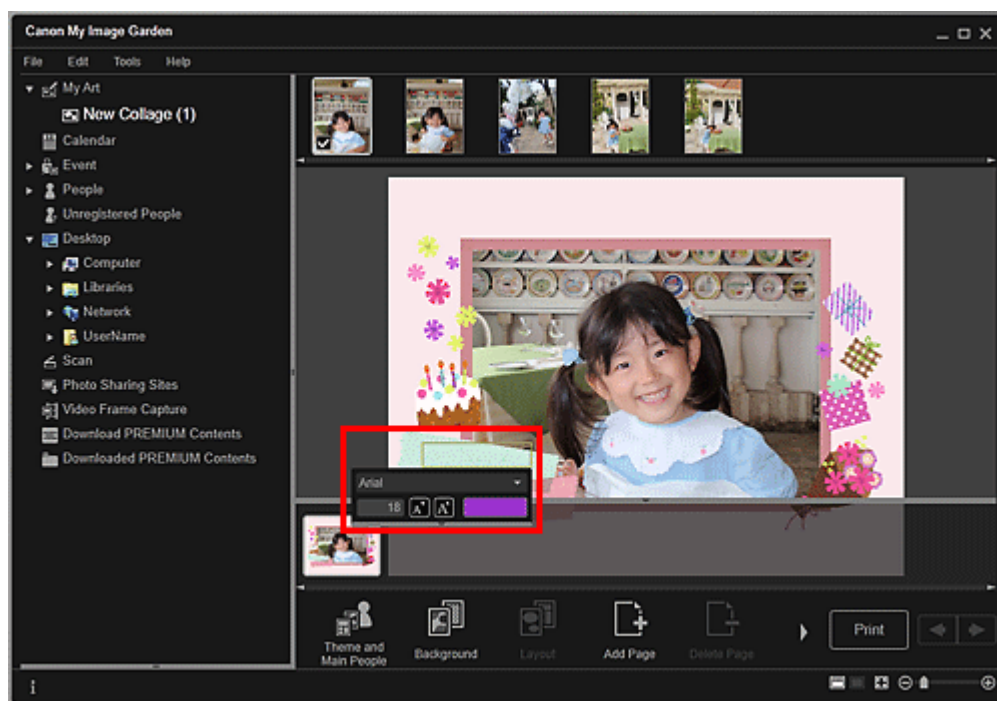 Canon My Image Garden
File Edit Tools Help
My Art
New Collage (1)
Calendar
Event
People
Unregistered People
Desktop
Computer
Libraries
Network
UserName
Scan
Photo Sharing Sites
Video Frame Capture
Download PREMIUM Contents
Downloaded PREMIUM Contents
Arial
18 A A
Theme and
Main People
Background
Layout
Add Page
Delete Page
Print